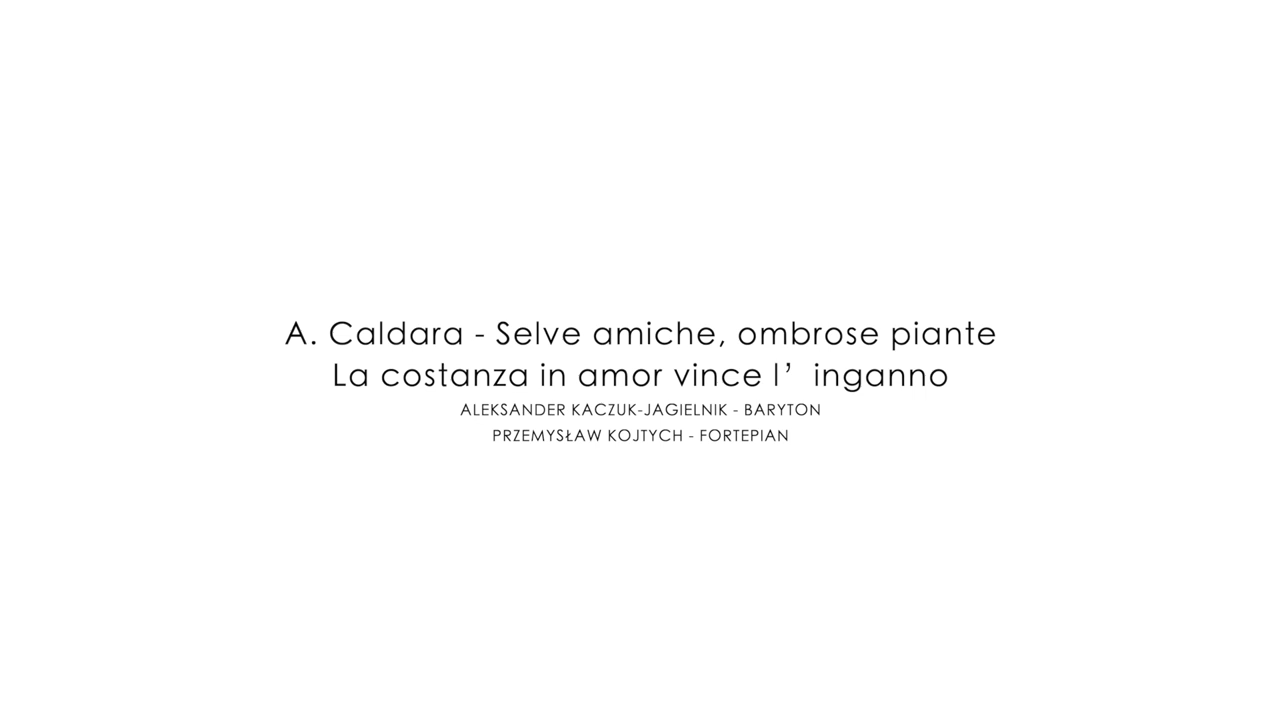 A. Caldara - Selve amiche, ombrose piante
La costanza in amor vince l’ inganno
ALEKSANDER KACZUK-JAGIELNIK - BARYTON
PRZEMYSŁAW KOJTYCH - FORTEPIAN